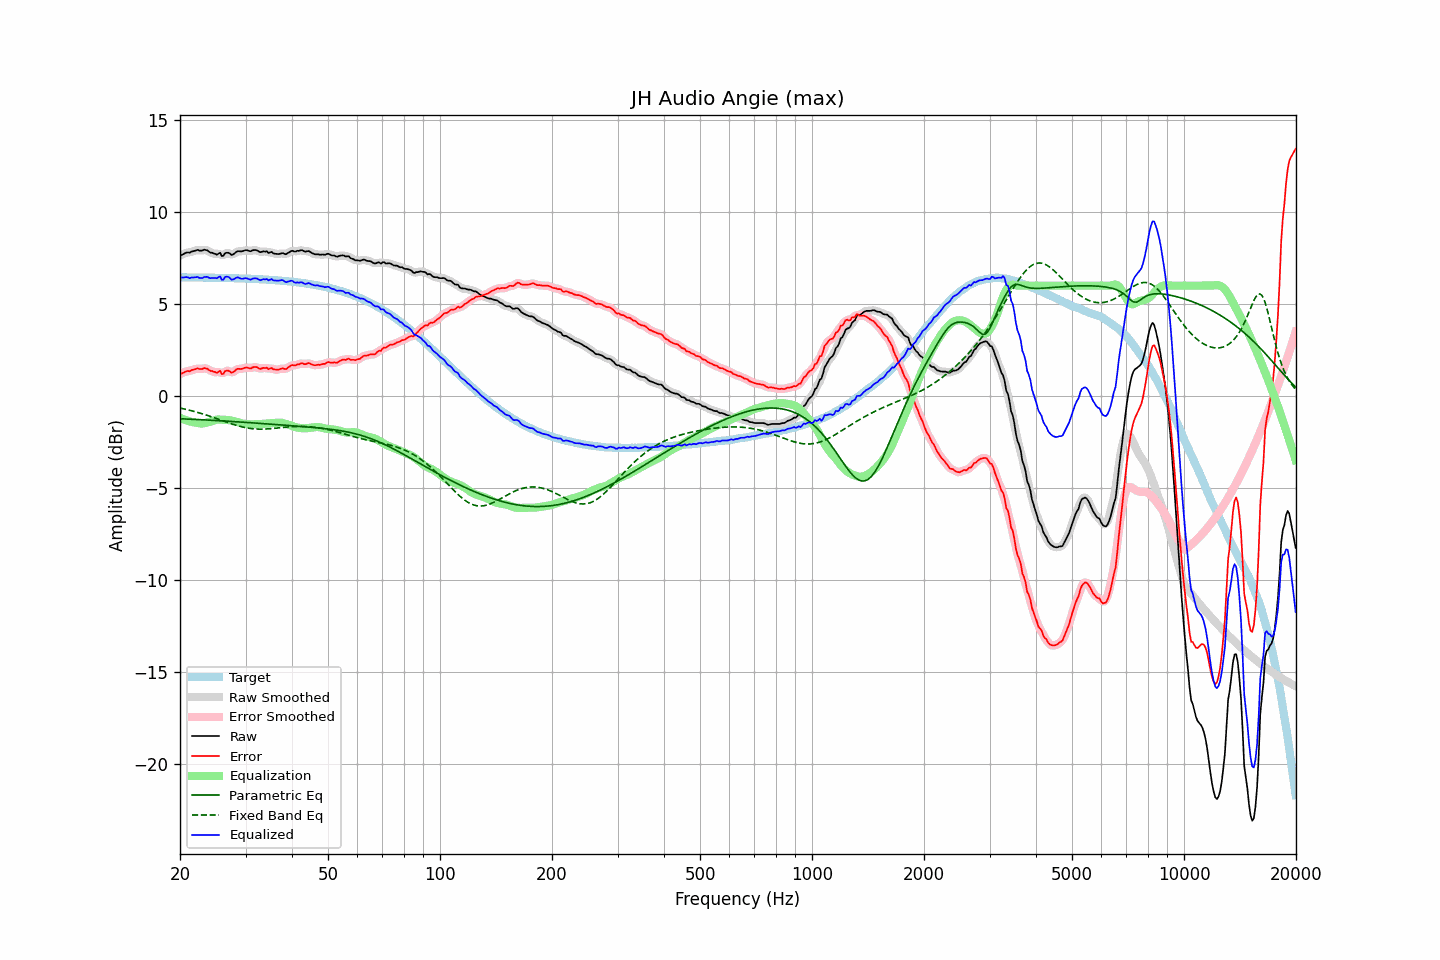 JH Audio Angie (max)
15
10
5
0
−5
−10
−15
−20
Amplitude (dBr)
Target
Raw Smoothed
Error Smoothed
Raw
Error
Equalization
Parametric Eq
Fixed Band Eq
Equalized
20 50 100 200 500 1000 2000 5000 10000 20000
Frequency (Hz)